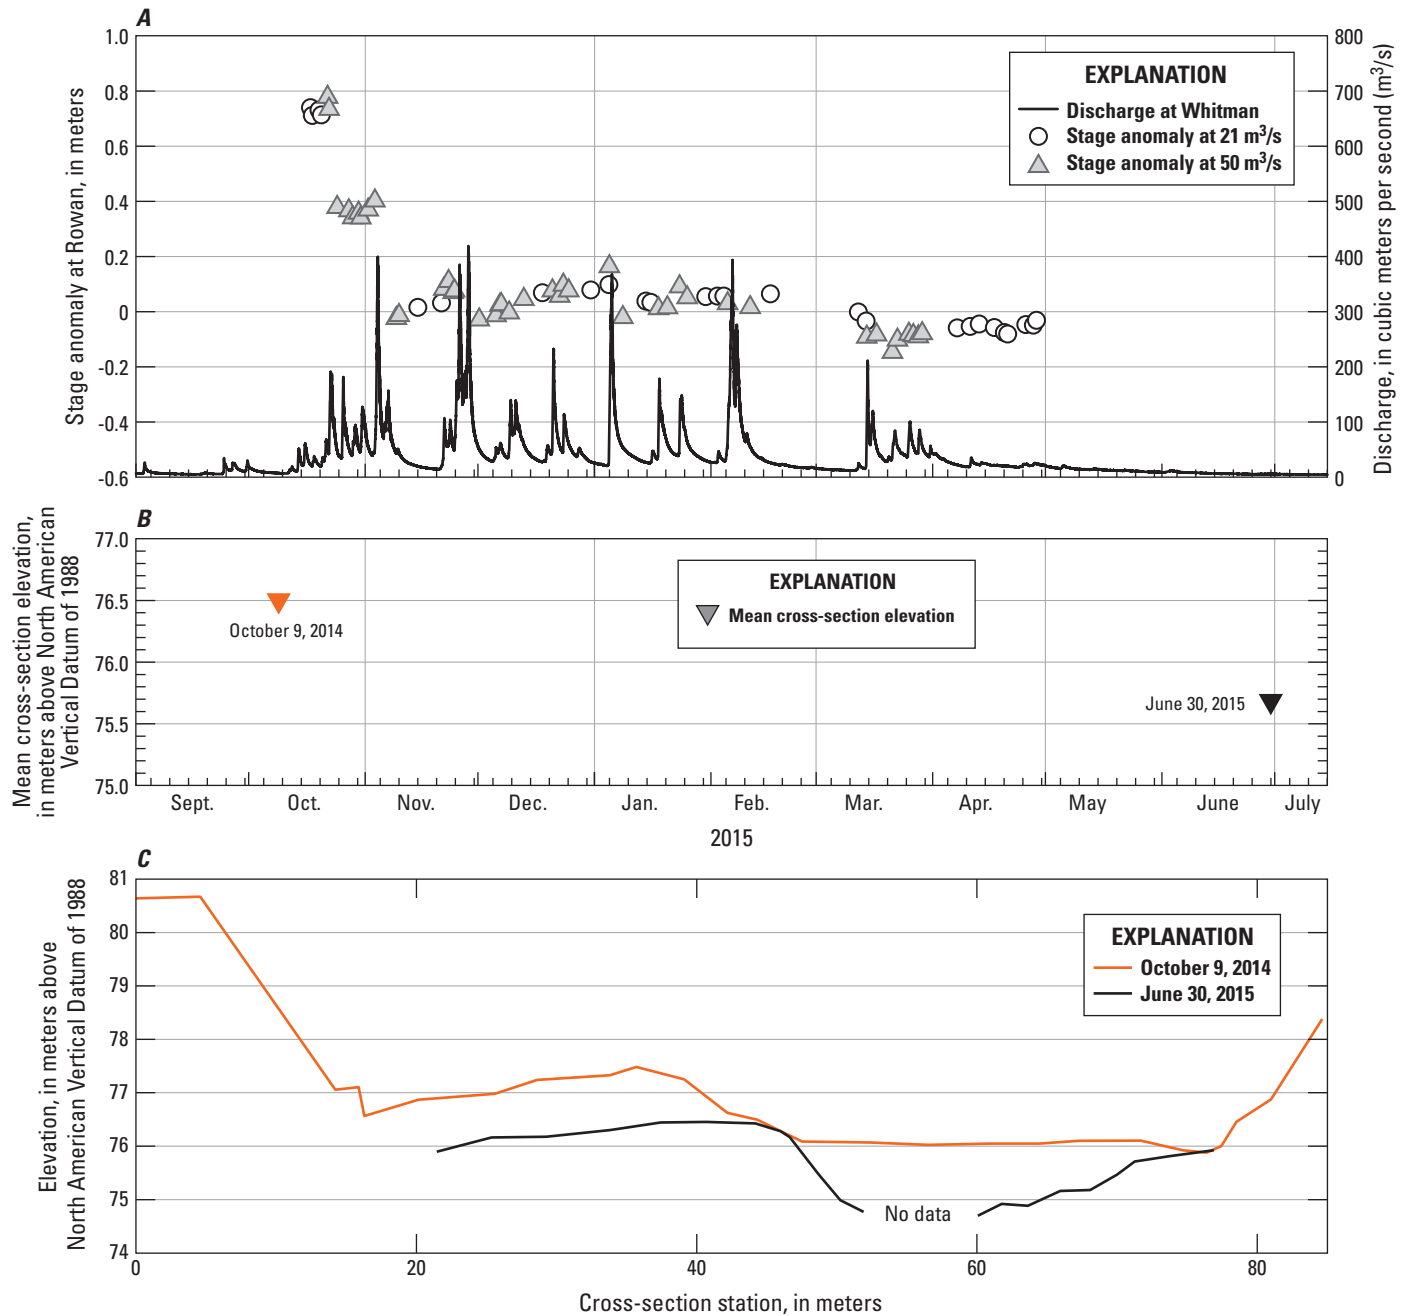 A
1.0
0.8
0.6
0.4
0.2
0
-0.2
-0.4
-0.6
Stage anomaly at Rowan, in meters
800
700
600
500
400
300
200
100
0
Discharge, in cubic meters per second (m³/s)
EXPLANATION
Discharge at Whitman
Stage anomaly at 21 m³/s
Stage anomaly at 50 m³/s
B
77.0
76.5
76.0
75.5
75.0
Mean cross-section elevation,
in meters above North American
Vertical Datum of 1988
EXPLANATION
Mean cross-section elevation
October 9, 2014
June 30, 2015
Sept. Oct. Nov. Dec. Jan. Feb. Mar. Apr. May June July
2015
C
81
80
79
78
77
76
75
74
Elevation, in meters above
North American Vertical Datum of 1988
EXPLANATION
October 9, 2014
June 30, 2015
No data
0 20 40 60 80
Cross-section station, in meters